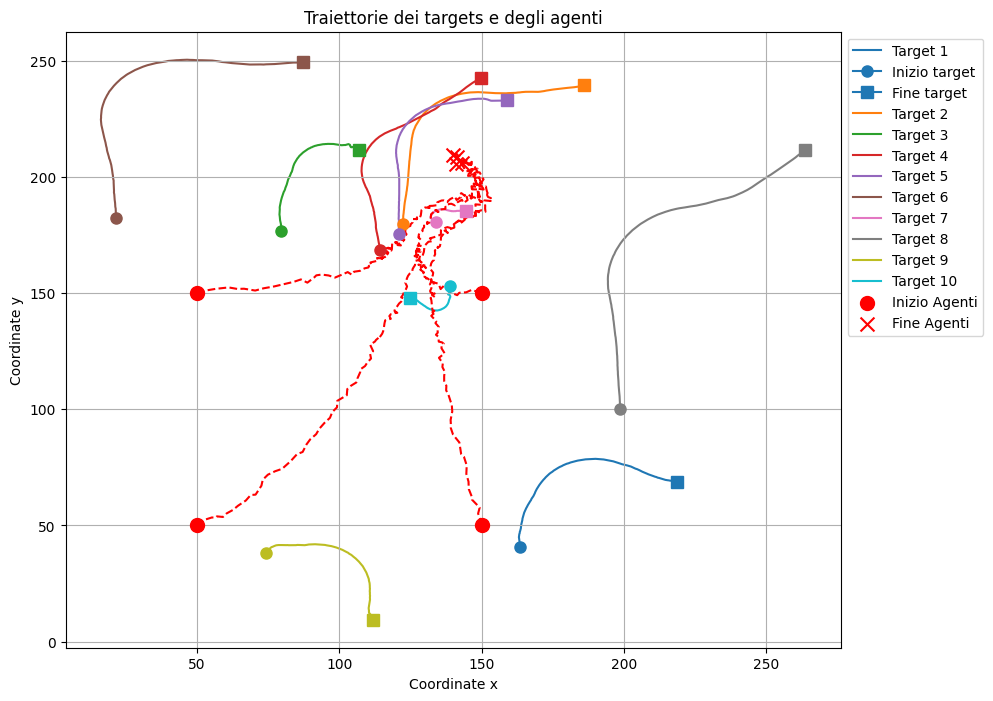 Traiettorie dei targets e degli agenti
Target 1
Inizio target
Fine target
Target 2
Target 3
Target 4
Target 5
Target 6
Target 7
Target 8
Target 9
Target 10
Inizio Agenti
Fine Agenti
Coordinate y
250
200
150
100
50
0
50
100
150
200
250
Coordinate x